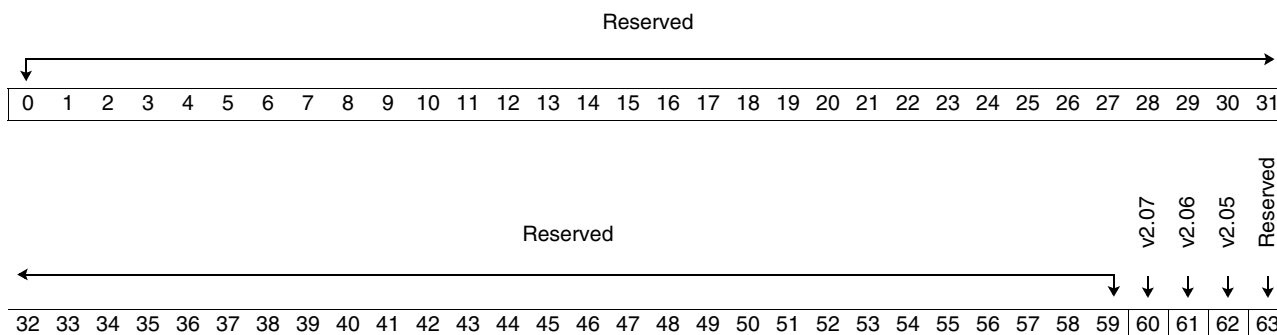 Reserved
0 1 2 3 4 5 6 7 8 9 10 11 12 13 14 15 16 17 18 19 20 21 22 23 24 25 26 27 28 29 30 31
Reserved
v2.07
v2.06
v2.05
Reserved
32 33 34 35 36 37 38 39 40 41 42 43 44 45 46 47 48 49 50 51 52 53 54 55 56 57 58 59 60 61 62 63